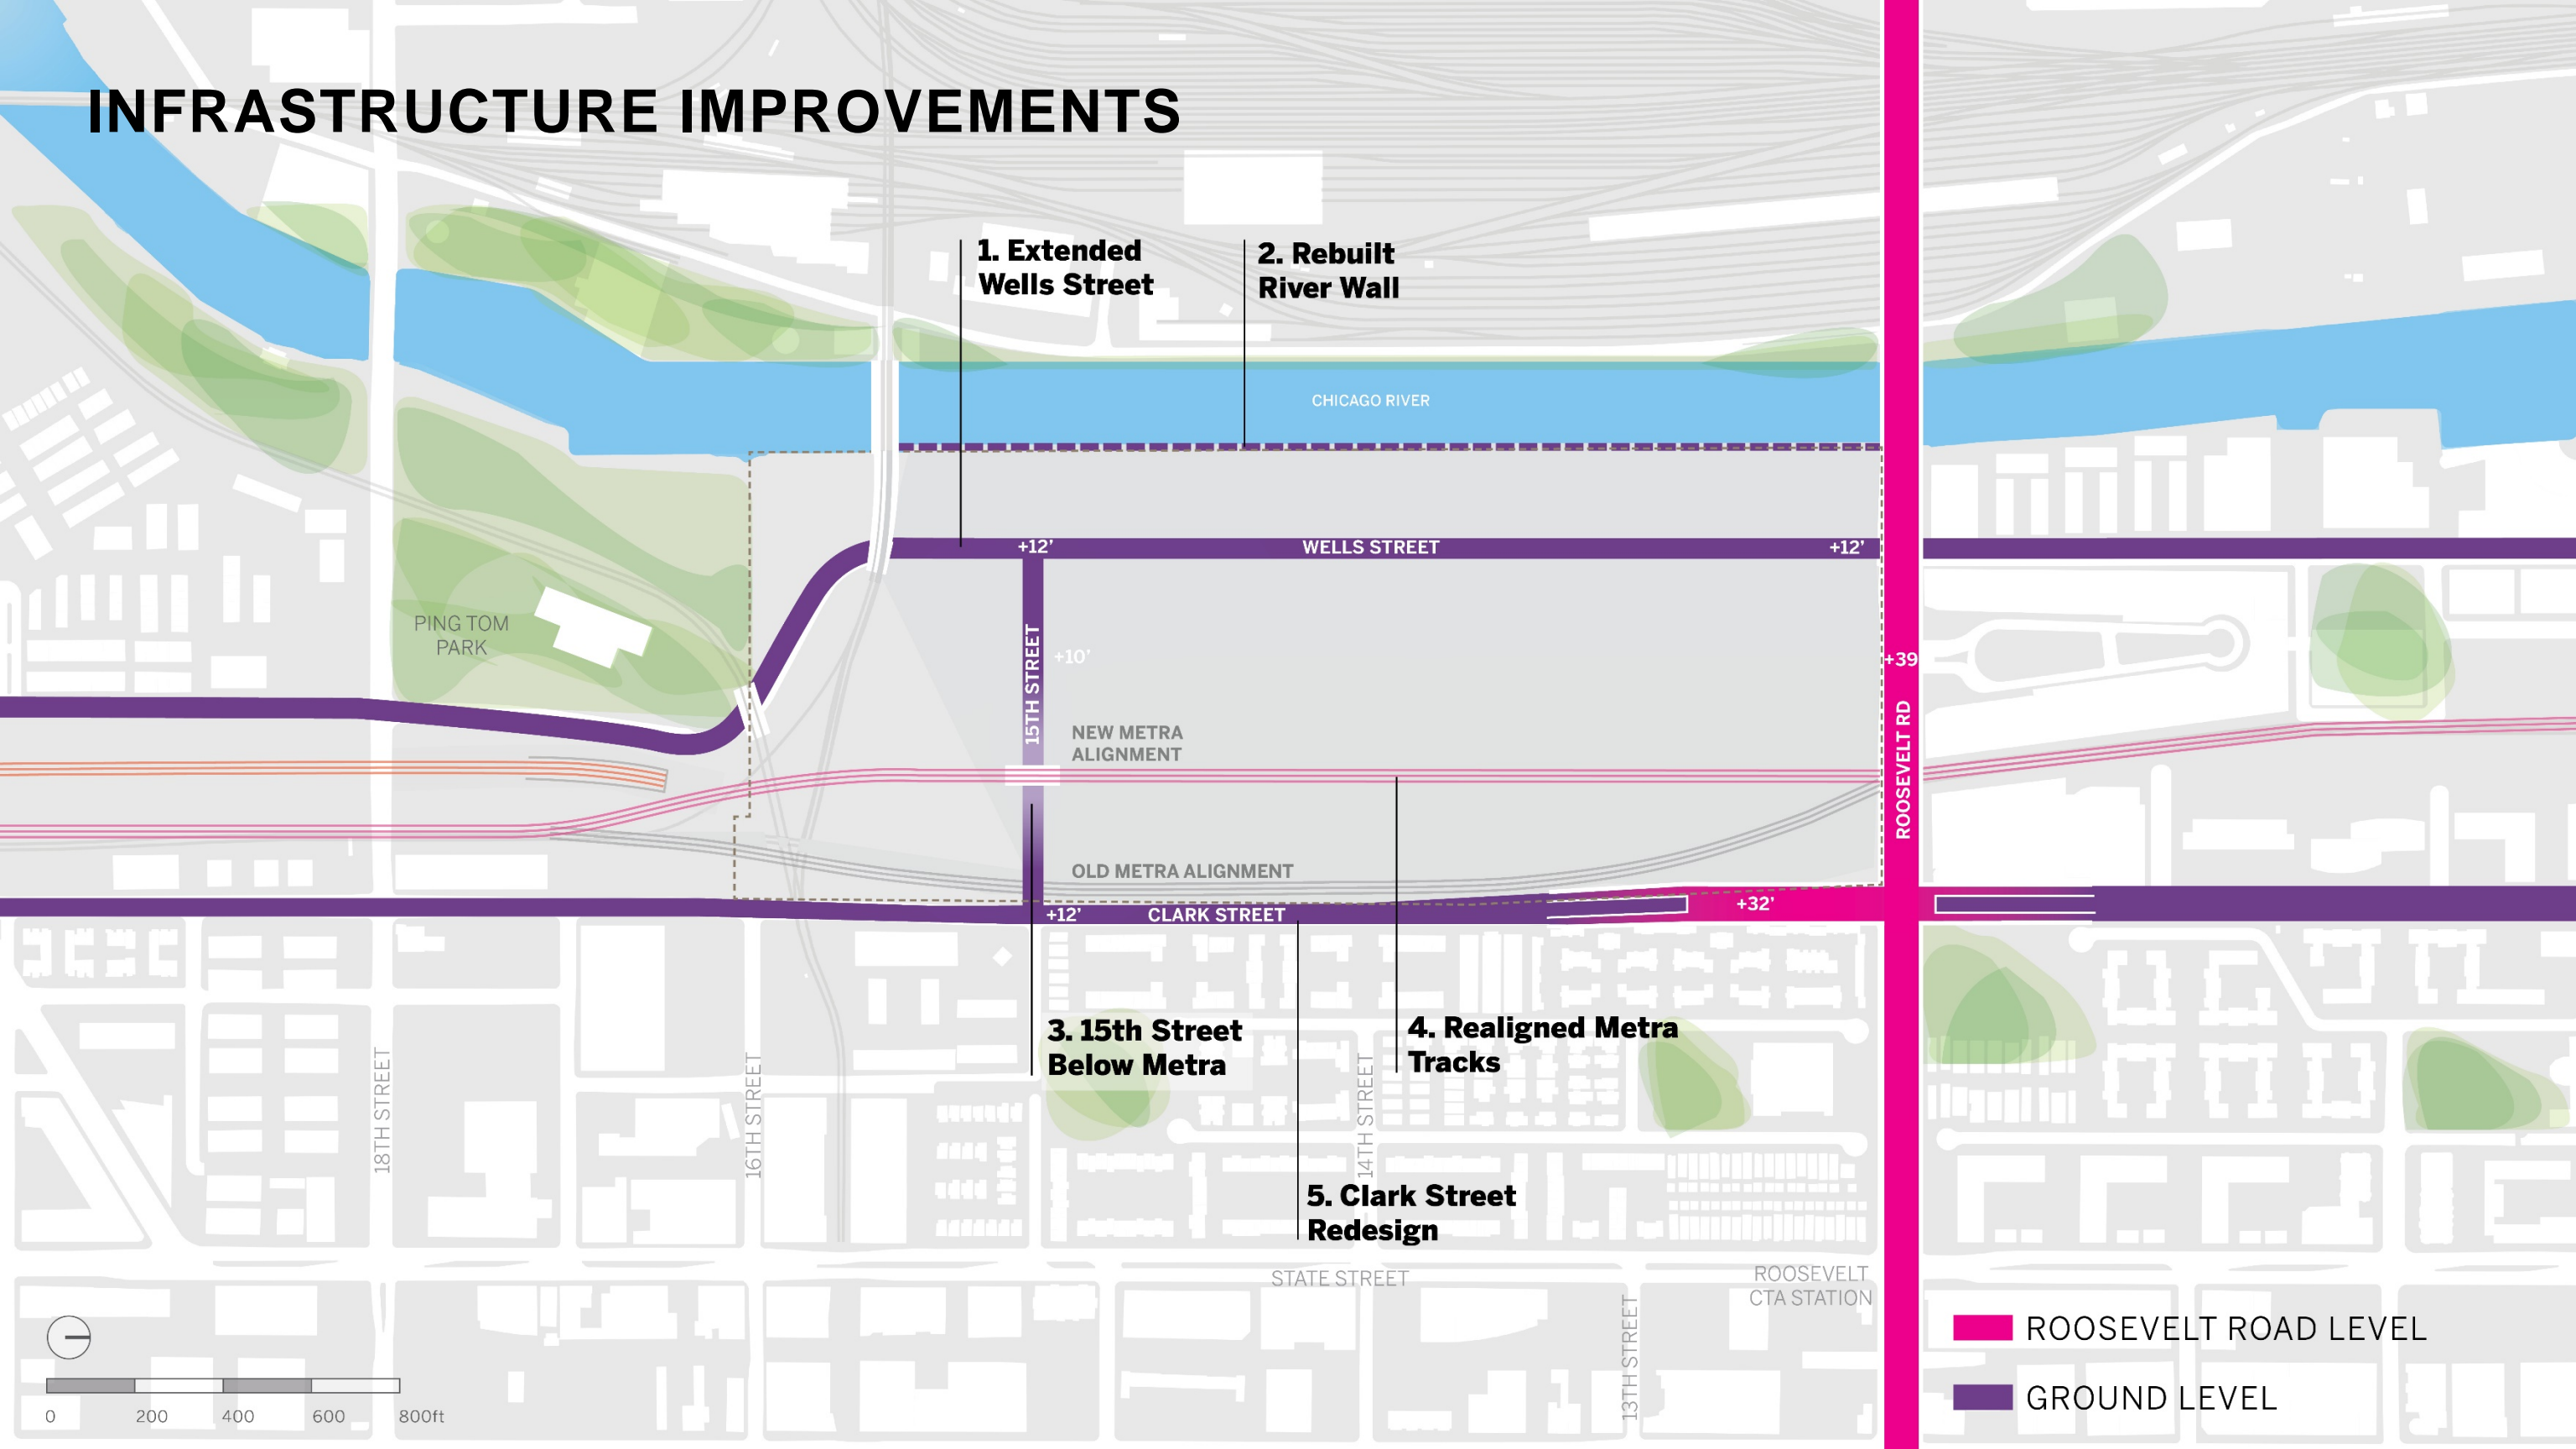 INFRASTRUCTURE IMPROVEMENTS
1. Extended
Wells Street
2. Rebuilt
River Wall
CHICAGO RIVER
+12’
WELLS STREET
+12’
PING TOM
PARK
15TH STREET
+10’
+39
ROOSEVELT RD
NEW METRA
ALIGNMENT
OLD METRA ALIGNMENT
+12’
CLARK STREET
+32’
3. 15th Street
Below Metra
4. Realigned Metra
Tracks
18TH STREET
16TH STREET
14TH STREET
5. Clark Street
Redesign
STATE STREET
ROOSEVELT
CTA STATION
13TH STREET
ROOSEVELT ROAD LEVEL
GROUND LEVEL
0 200 400 600 800ft